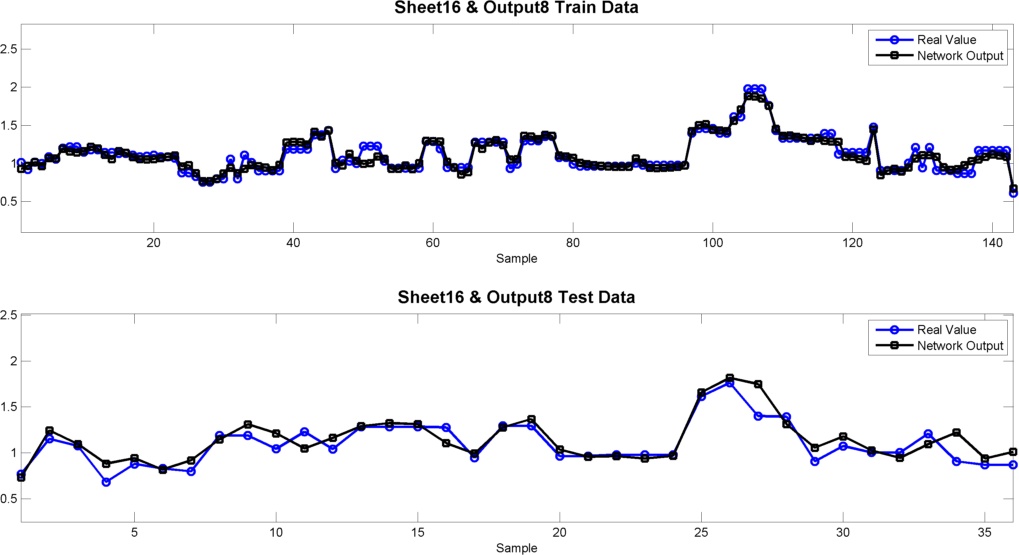 Sheet16 & Output8 Train Data
2.5
2
1.5
1
0.5
Real Value
Network Output
20 40 60 80 100 120 140
Sample
Sheet16 & Output8 Test Data
2.5
2
1.5
1
0.5
Real Value
Network Output
5 10 15 20 25 30 35
Sample